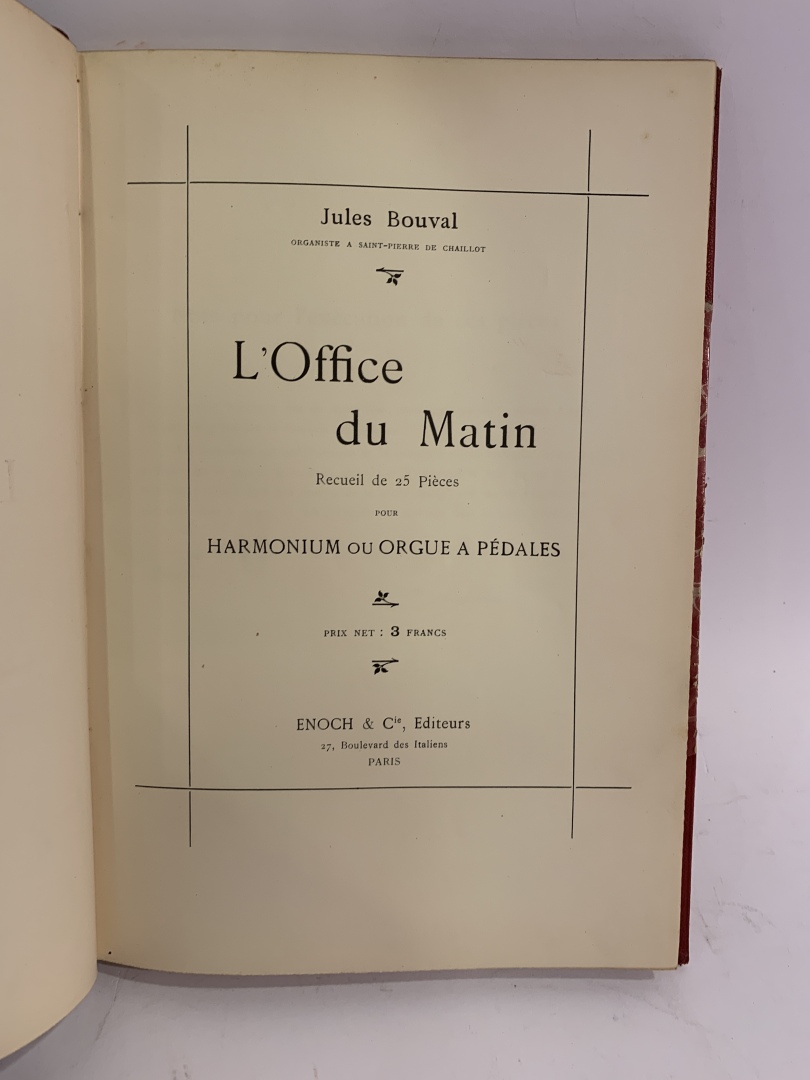 Jules Bouval
ORGANISTE A SAINT-PIERRE DE CHAILLOT
L'Office
du Matin
Recueil de 25 Pièces
POUR
HARMONIUM OU ORGUE A PÉDALES
PRIX NET : 3 FRANCS
ENOCH & Cie, Editeurs
27, Boulevard des Italiens
PARIS